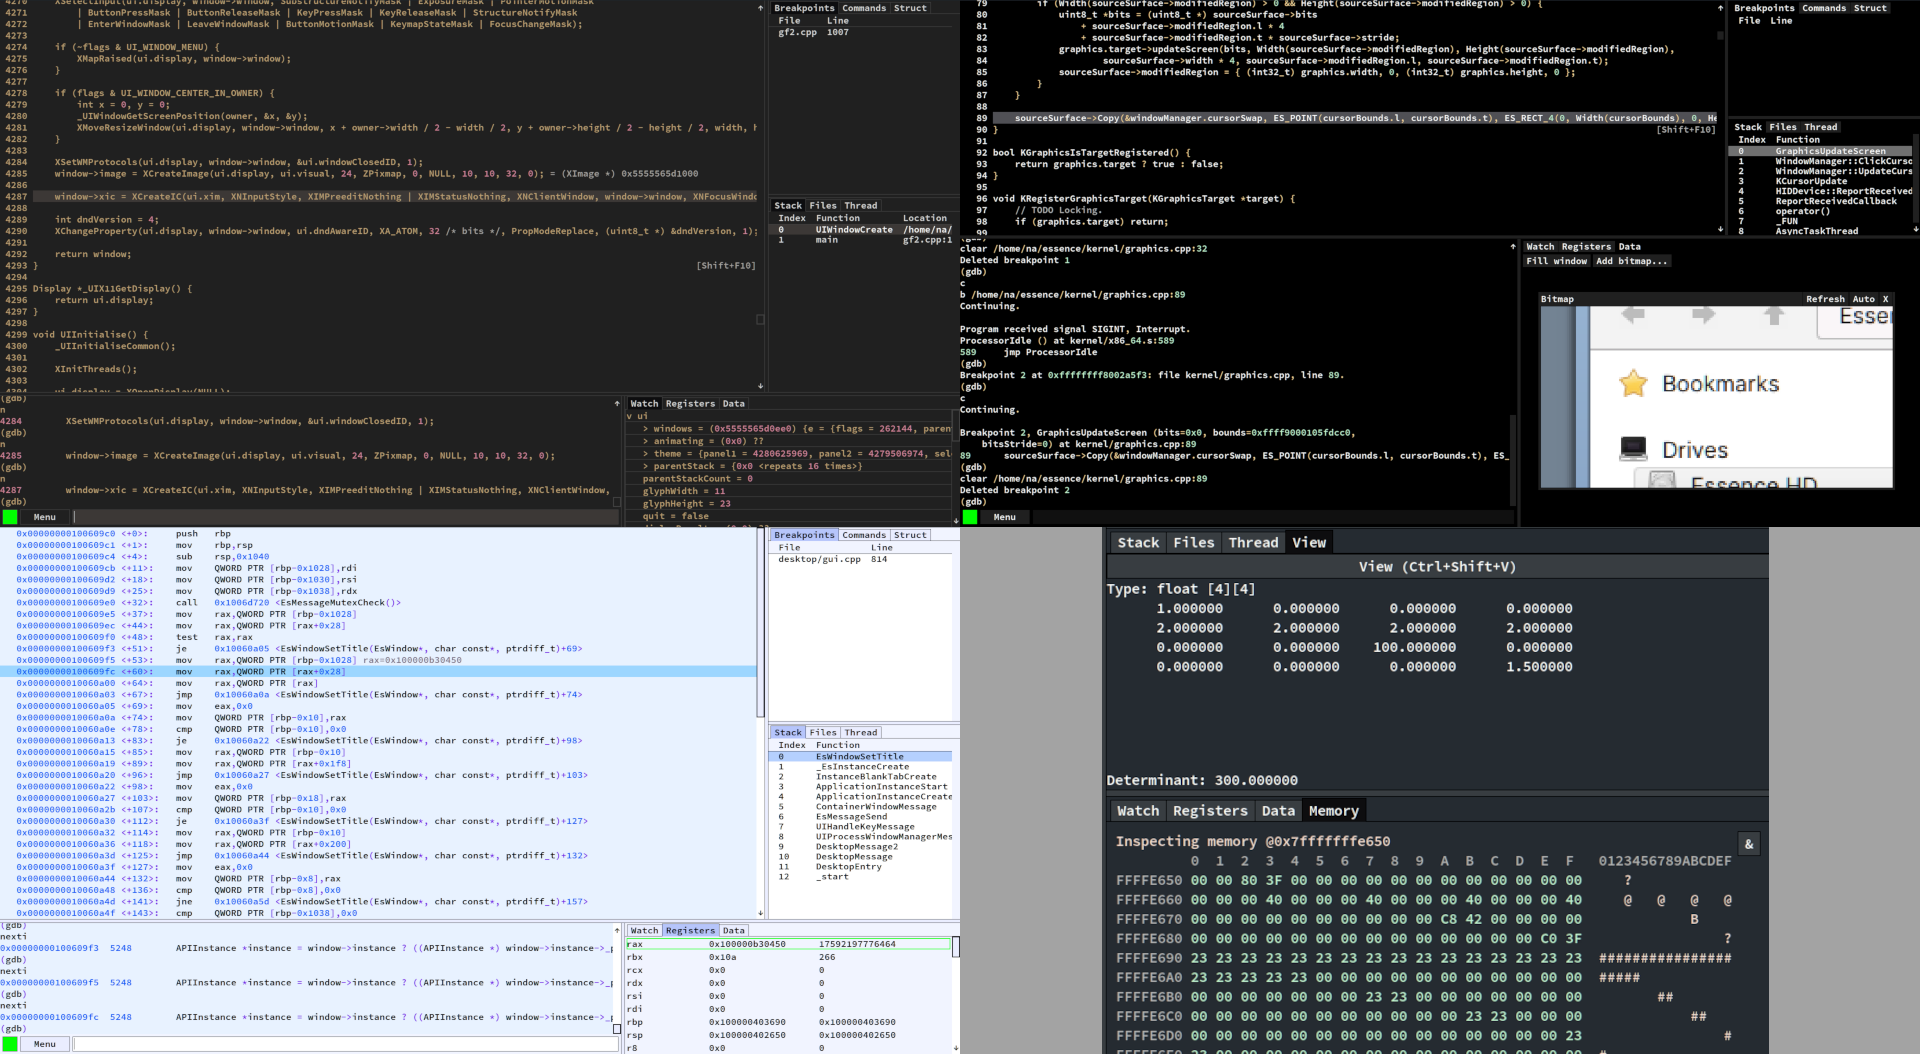 4270 XSelectInput(ui.display, window->window, SubstructureNotifyMask | ExposureMask | PointerMotionMask
4271 | ButtonPressMask | ButtonReleaseMask | KeyPressMask | KeyReleaseMask | StructureNotifyMask
4272 | EnterWindowMask | LeaveWindowMask | ButtonMotionMask | KeymapStateMask | FocusChangeMask);
4273
4274 if (~flags & UI_WINDOW_MENU) {
4275 XMapRaised(ui.display, window->window);
4276 }
4277
4278 if (flags & UI_WINDOW_CENTER_IN_OWNER) {
4279 int x = 0, y = 0;
4280 _UIWindowGetScreenPosition(owner, &x, &y);
4281 XMoveResizeWindow(ui.display, window->window, x + owner->width / 2 - width / 2, y + owner->height / 2 - height / 2, width, h
4282 }
4283
4284 XSetWMProtocols(ui.display, window->window, &ui.windowClosedID, 1);
4285 window->image = XCreateImage(ui.display, ui.visual, 24, ZPixmap, 0, NULL, 10, 10, 32, 0); = (XImage *) 0x5555565d1000
4286
4287 window->xic = XCreateIC(ui.xim, XNInputStyle, XIMPreeditNothing | XIMStatusNothing, XNClientWindow, window->window, XNFocusWindo
4288
4289 int dndVersion = 4;
4290 XChangeProperty(ui.display, window->window, ui.dndAwareID, XA_ATOM, 32 /* bits */, PropModeReplace, (uint8_t *) &dndVersion, 1);
4291
4292 return window;
4293 } [Shift+F10]
4294
4295 Display *_UIX11GetDisplay() {
4296 return ui.display;
4297 }
4298
4299 void UIInitialise() {
4300 _UIInitialiseCommon();
4301
4302 XInitThreads();
4303
4304 ui.display = XOpenDisplay(NULL);
Breakpoints Commands Struct
File Line
gf2.cpp 1007
Stack Files Thread
Index Function Location
0 UIWindowCreate /home/na/
1 main gf2.cpp:1
(gdb)
n
4284 XSetWMProtocols(ui.display, window->window, &ui.windowClosedID, 1);
(gdb)
n
4285 window->image = XCreateImage(ui.display, ui.visual, 24, ZPixmap, 0, NULL, 10, 10, 32, 0);
(gdb)
n
4287 window->xic = XCreateIC(ui.xim, XNInputStyle, XIMPreeditNothing | XIMStatusNothing, XNClientWindow,
(gdb)
Menu
Watch Registers Data
v ui
> windows = (0x5555565d0ee0) {e = {flags = 262144, paren
> animating = (0x0) ??
> theme = {panel1 = 4280625969, panel2 = 4279506974, sel
> parentStack = {0x0 <repeats 16 times>}
parentStackCount = 0
glyphWidth = 11
glyphHeight = 23
quit = false
79 if (Width(sourceSurface->modifiedRegion) > 0 && Height(sourceSurface->modifiedRegion) > 0) {
80 uint8_t *bits = (uint8_t *) sourceSurface->bits
81 + sourceSurface->modifiedRegion.l * 4
82 + sourceSurface->modifiedRegion.t * sourceSurface->stride;
83 graphics.target->updateScreen(bits, Width(sourceSurface->modifiedRegion), Height(sourceSurface->modifiedRegion),
84 sourceSurface->width * 4, sourceSurface->modifiedRegion.l, sourceSurface->modifiedRegion.t);
85 sourceSurface->modifiedRegion = { (int32_t) graphics.width, 0, (int32_t) graphics.height, 0 };
86 }
87 }
88
89 sourceSurface->Copy(&windowManager.cursorSwap, ES_POINT(cursorBounds.l, cursorBounds.t), ES_RECT_4(0, Width(cursorBounds), 0, He
90 } [Shift+F10]
91
92 bool KGraphicsIsTargetRegistered() {
93 return graphics.target ? true : false;
94 }
95
96 void KRegisterGraphicsTarget(KGraphicsTarget *target) {
97 // TODO Locking.
98 if (graphics.target) return;
99
Breakpoints Commands Struct
File Line
Stack Files Thread
Index Function
0 GraphicsUpdateScreen
1 WindowManager::ClickCurso
2 WindowManager::UpdateCurs
3 KCursorUpdate
4 HIDDevice::ReportReceived
5 ReportReceivedCallback
6 operator()
7 _FUN
8 AsyncTaskThread
(gdb)
clear /home/na/essence/kernel/graphics.cpp:32
Deleted breakpoint 1
(gdb)
c
b /home/na/essence/kernel/graphics.cpp:89
Continuing.
Program received signal SIGINT, Interrupt.
ProcessorIdle () at kernel/x86_64.s:589
589 jmp ProcessorIdle
(gdb)
Breakpoint 2 at 0xffffffff8002a5f3: file kernel/graphics.cpp, line 89.
(gdb)
c
Continuing.
Breakpoint 2, GraphicsUpdateScreen (bits=0x0, bounds=0xffff9000105fdcc0,
bitsStride=0) at kernel/graphics.cpp:89
89 sourceSurface->Copy(&windowManager.cursorSwap, ES_POINT(cursorBounds.l, cursorBounds.t), ES_
(gdb)
clear /home/na/essence/kernel/graphics.cpp:89
Deleted breakpoint 2
(gdb)
Menu
Watch Registers Data
Fill window Add bitmap...
Bitmap Refresh Auto X
Esse
Bookmarks
Drives
Essence HD
0x00000000100609c0 <+0>: push rbp
0x00000000100609c1 <+1>: mov rbp,rsp
0x00000000100609c4 <+4>: sub rsp,0x1040
0x00000000100609cb <+11>: mov QWORD PTR [rbp-0x1028],rdi
0x00000000100609d2 <+18>: mov QWORD PTR [rbp-0x1030],rsi
0x00000000100609d9 <+25>: mov QWORD PTR [rbp-0x1038],rdx
0x00000000100609e0 <+32>: call 0x1006d720 <EsMessageMutexCheck()>
0x00000000100609e5 <+37>: mov rax,QWORD PTR [rbp-0x1028]
0x00000000100609ec <+44>: mov rax,QWORD PTR [rax+0x28]
0x00000000100609f0 <+48>: test rax,rax
0x00000000100609f3 <+51>: je 0x10060a05 <EsWindowSetTitle(EsWindow*, char const*, ptrdiff_t)+69>
0x00000000100609f5 <+53>: mov rax,QWORD PTR [rbp-0x1028] rax=0x100000b30450
0x00000000100609fc <+60>: mov rax,QWORD PTR [rax+0x28]
0x0000000010060a00 <+64>: mov rax,QWORD PTR [rax]
0x0000000010060a03 <+67>: jmp 0x10060a0a <EsWindowSetTitle(EsWindow*, char const*, ptrdiff_t)+74>
0x0000000010060a05 <+69>: mov eax,0x0
0x0000000010060a0a <+74>: mov QWORD PTR [rbp-0x10],rax
0x0000000010060a0e <+78>: cmp QWORD PTR [rbp-0x10],0x0
0x0000000010060a13 <+83>: je 0x10060a22 <EsWindowSetTitle(EsWindow*, char const*, ptrdiff_t)+98>
0x0000000010060a15 <+85>: mov rax,QWORD PTR [rbp-0x10]
0x0000000010060a19 <+89>: mov rax,QWORD PTR [rax+0x1f8]
0x0000000010060a20 <+96>: jmp 0x10060a27 <EsWindowSetTitle(EsWindow*, char const*, ptrdiff_t)+103>
0x0000000010060a22 <+98>: mov eax,0x0
0x0000000010060a27 <+103>: mov QWORD PTR [rbp-0x18],rax
0x0000000010060a2b <+107>: cmp QWORD PTR [rbp-0x10],0x0
0x0000000010060a30 <+112>: je 0x10060a3f <EsWindowSetTitle(EsWindow*, char const*, ptrdiff_t)+127>
0x0000000010060a32 <+114>: mov rax,QWORD PTR [rbp-0x10]
0x0000000010060a36 <+118>: mov rax,QWORD PTR [rax+0x200]
0x0000000010060a3d <+125>: jmp 0x10060a44 <EsWindowSetTitle(EsWindow*, char const*, ptrdiff_t)+132>
0x0000000010060a3f <+127>: mov eax,0x0
0x0000000010060a44 <+132>: mov QWORD PTR [rbp-0x8],rax
0x0000000010060a48 <+136>: cmp QWORD PTR [rbp-0x8],0x0
0x0000000010060a4d <+141>: jne 0x10060a5d <EsWindowSetTitle(EsWindow*, char const*, ptrdiff_t)+157>
0x0000000010060a4f <+143>: cmp QWORD PTR [rbp-0x1038],0x0
Breakpoints Commands Struct
File Line
desktop/gui.cpp 814
Stack Files Thread
Index Function
0 EsWindowSetTitle
1 _EsInstanceCreate
2 InstanceBlankTabCreate
3 ApplicationInstanceStart
4 ApplicationInstanceCreate
5 ContainerWindowMessage
6 EsMessageSend
7 UIHandleKeyMessage
8 UIProcessWindowManagerMes
9 DesktopMessage2
10 DesktopMessage
11 DesktopEntry
12 _start
(gdb)
nexti
0x00000000100609f3 5248 APIInstance *instance = window->instance ? ((APIInstance *) window->instance->_p
(gdb)
nexti
0x00000000100609f5 5248 APIInstance *instance = window->instance ? ((APIInstance *) window->instance->_p
(gdb)
nexti
0x00000000100609fc 5248 APIInstance *instance = window->instance ? ((APIInstance *) window->instance->_p
(gdb)
Menu
Watch Registers Data
rax 0x100000b30450 17592197776464
rbx 0x10a 266
rcx 0x0 0
rdx 0x0 0
rsi 0x0 0
rdi 0x0 0
rbp 0x100000403690 0x100000403690
rsp 0x100000402650 0x100000402650
r8 0x0 0
Stack Files Thread View
View (Ctrl+Shift+V)
Type: float [4][4]
1.000000 0.000000 0.000000 0.000000
2.000000 2.000000 2.000000 2.000000
0.000000 0.000000 100.000000 0.000000
0.000000 0.000000 0.000000 1.500000
Determinant: 300.000000
Watch Registers Data Memory
Inspecting memory @0x7fffffffe650 &
0 1 2 3 4 5 6 7 8 9 A B C D E F 0123456789ABCDEF
FFFFE650 00 00 80 3F 00 00 00 00 00 00 00 00 00 00 00 00 ?
FFFFE660 00 00 00 40 00 00 00 40 00 00 00 40 00 00 00 40 @ @ @ @
FFFFE670 00 00 00 00 00 00 00 00 00 00 C8 42 00 00 00 00 B
FFFFE680 00 00 00 00 00 00 00 00 00 00 00 00 00 00 C0 3F ?
FFFFE690 23 23 23 23 23 23 23 23 23 23 23 23 23 23 23 23 ################
FFFFE6A0 23 23 23 23 23 00 00 00 00 00 00 00 00 00 00 00 #####
FFFFE6B0 00 00 00 00 00 00 00 23 23 00 00 00 00 00 00 00 ##
FFFFE6C0 00 00 00 00 00 00 00 00 00 00 00 23 23 00 00 00 ##
FFFFE6D0 00 00 00 00 00 00 00 00 00 00 00 00 00 00 00 23 #